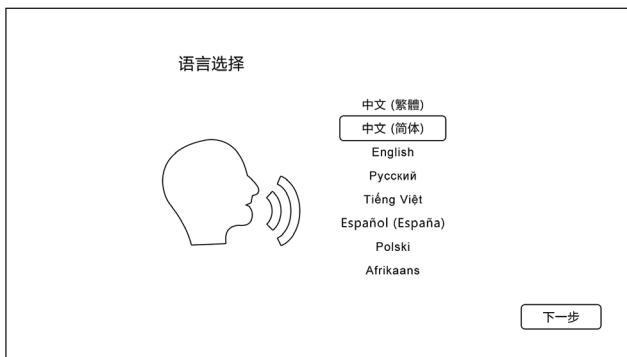 语言选择
中文 (繁體)
中文 (简体)
English
Русский
Tiếng Việt
Español (España)
Polski
Afrikaans
下一步